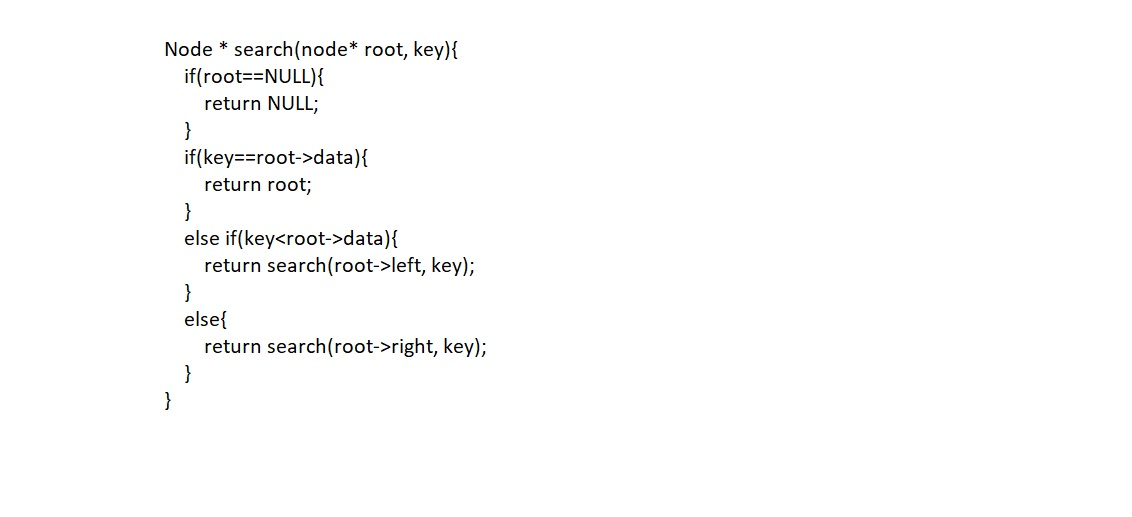 Node * search(node* root, key){
if(root==NULL){
return NULL;
}
if(key==root->data){
return root;
}
else if(key<root->data){
return search(root->left, key);
}
else{
return search(root->right, key);
}
}